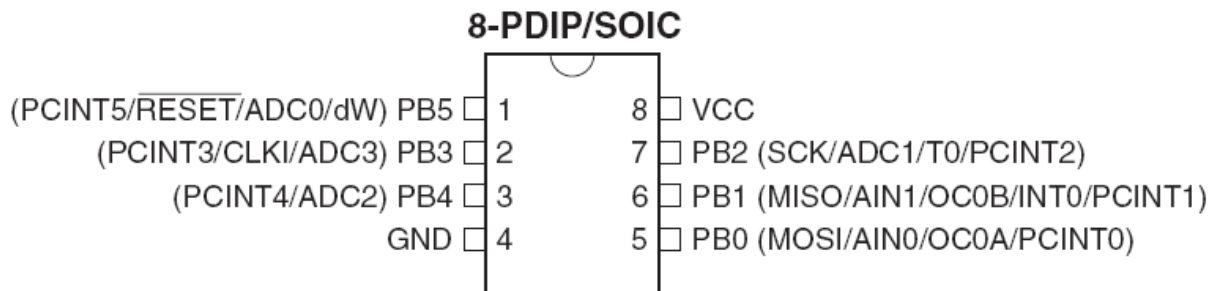 8-PDIP/SOIC
(PCINT5/RESET/ADC0/dW) PB5 1 8 VCC
(PCINT3/CLKI/ADC3) PB3 2 7 PB2 (SCK/ADC1/T0/PCINT2)
(PCINT4/ADC2) PB4 3 6 PB1 (MISO/AIN1/OC0B/INT0/PCINT1)
GND 4 5 PB0 (MOSI/AIN0/OC0A/PCINT0)